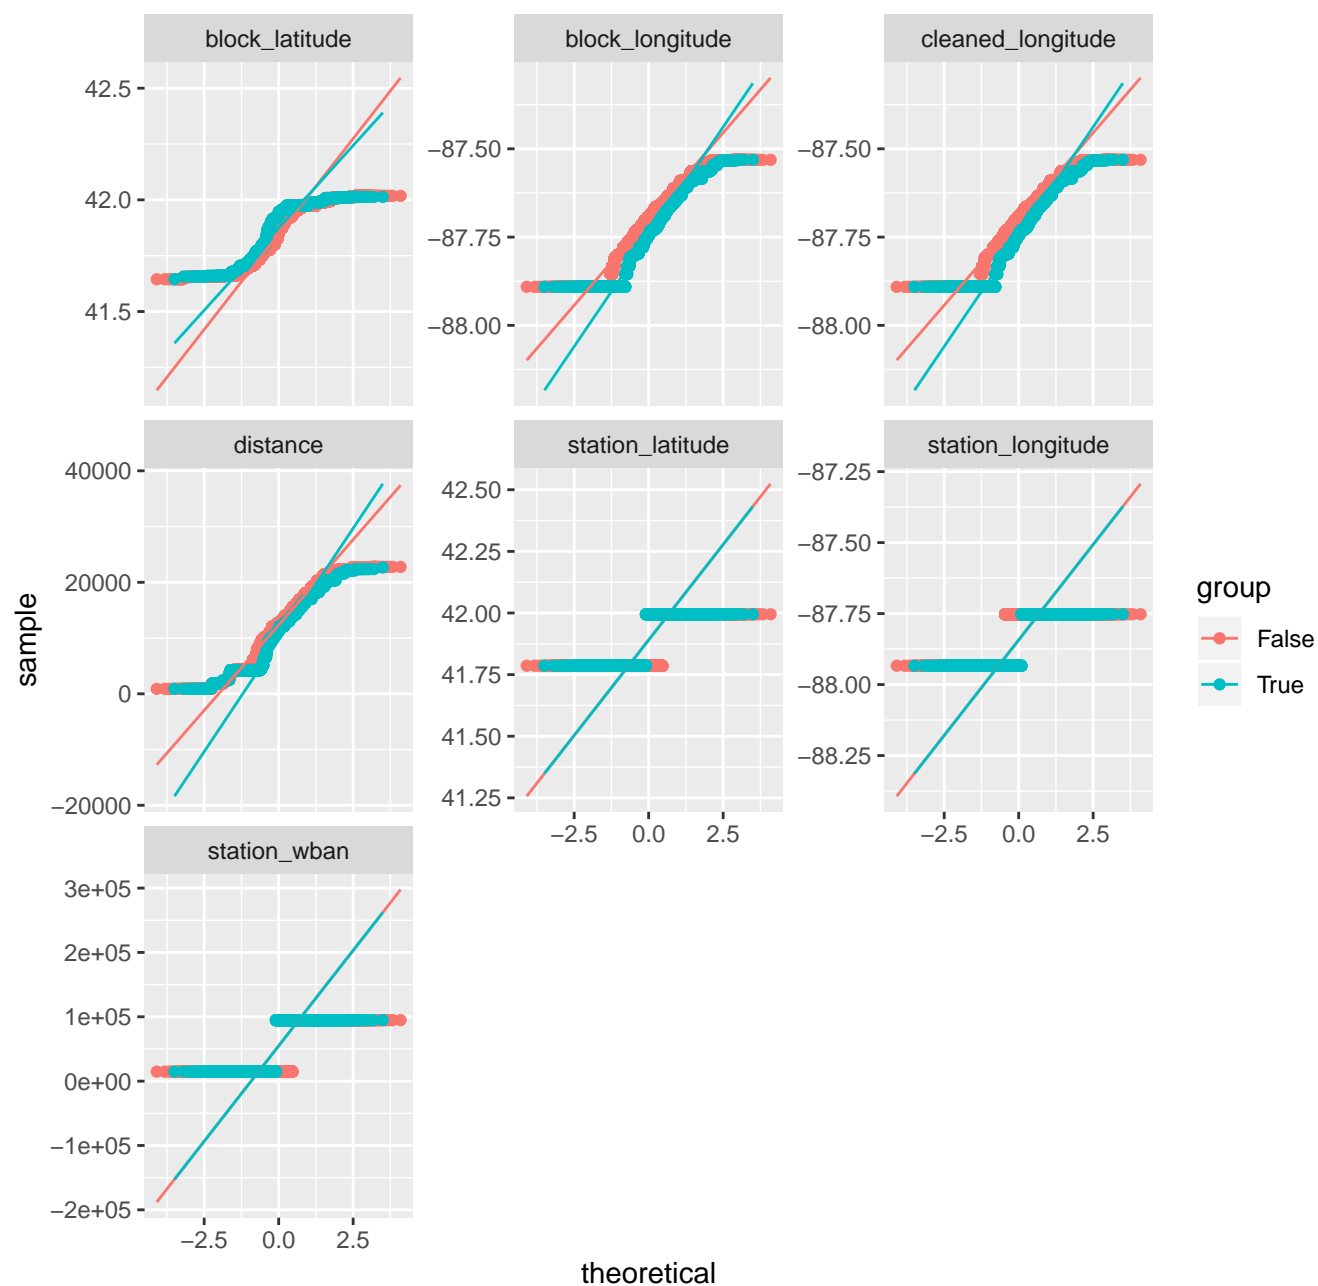 block_latitude
block_longitude
cleaned_longitude
42.5
42.0
41.5
−87.50
−87.75
−88.00
−87.50
−87.75
−88.00
distance
station_latitude
station_longitude
40000
20000
0
−20000
42.50
42.25
42.00
41.75
41.50
41.25
−87.25
−87.50
−87.75
−88.00
−88.25
−2.5 0.0 2.5
−2.5 0.0 2.5
station_wban
3e+05
2e+05
1e+05
0e+00
−1e+05
−2e+05
−2.5 0.0 2.5
theoretical
sample
group
False
True